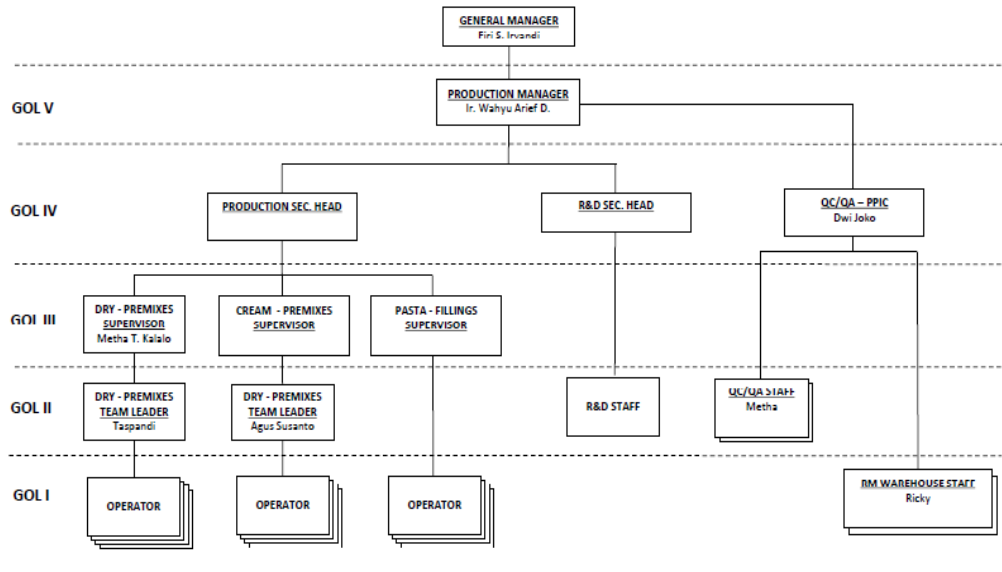 GENERAL MANAGER
Firi S. Irvandi
GOL V
PRODUCTION MANAGER
Ir. Wahyu Arief D.
GOL IV
PRODUCTION SEC. HEAD
R&D SEC. HEAD
QC/QA – PPIC
Dwi Joko
GOL III
DRY - PREMIXES
SUPERVISOR
Metha T. Kalalo
CREAM - PREMIXES
SUPERVISOR
PASTA - FILLINGS
SUPERVISOR
GOL II
DRY - PREMIXES
TEAM LEADER
Taspandi
DRY - PREMIXES
TEAM LEADER
Agus Susanto
R&D STAFF
QC/QA STAFF
Metha
GOL I
OPERATOR
OPERATOR
OPERATOR
RM WAREHOUSE STAFF
Ricky